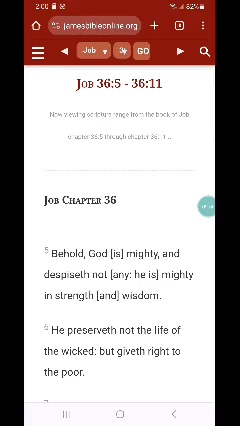 2:00
82%
jamesbibleonline.org
Job
GO
Job 36:5 - 36:11
Now viewing scripture range from the book of Job
chapter 36:5 through chapter 36:11...
Job Chapter 36
5 Behold, God [is] mighty, and
despiseth not [any: he is] mighty
in strength [and] wisdom.
6 He preserveth not the life of
the wicked: but giveth right to
the poor.